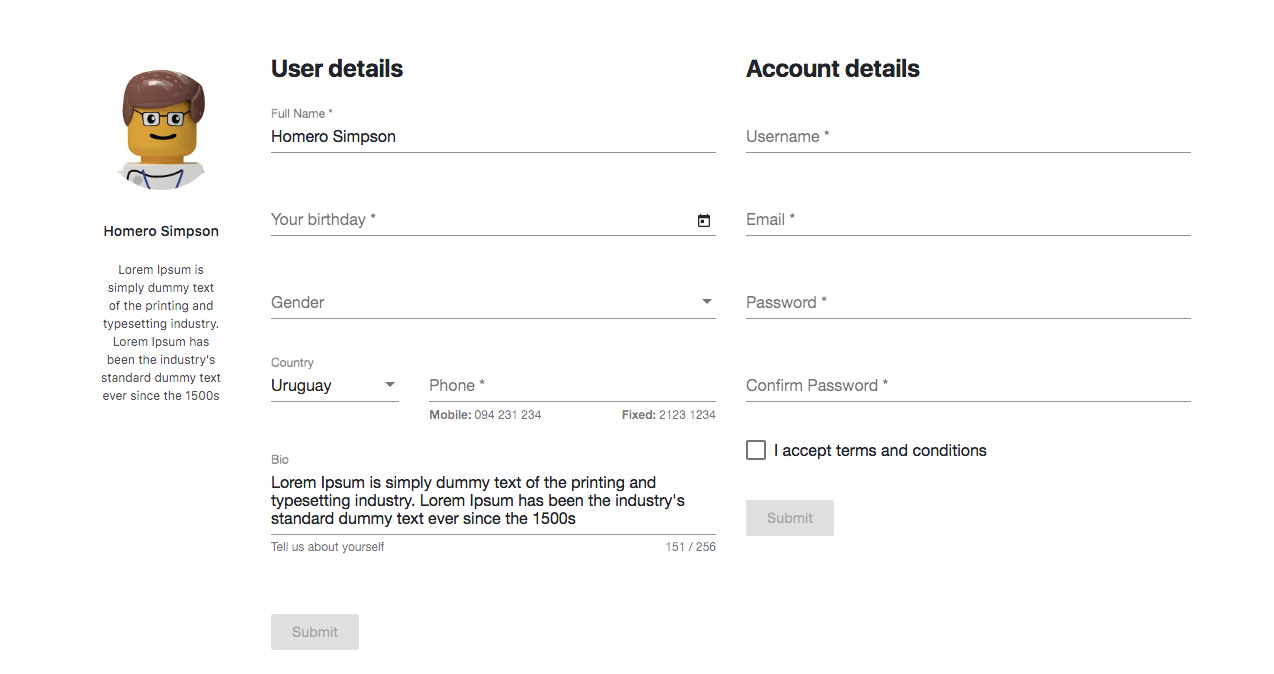 Homero Simpson
Lorem Ipsum is
simply dummy text
of the printing and
typesetting industry.
Lorem Ipsum has
been the industry's
standard dummy text
ever since the 1500s
User details
Full Name *
Homero Simpson
Your birthday *
Gender
Country
Uruguay
Phone *
Mobile: 094 231 234
Fixed: 2123 1234
Bio
Lorem Ipsum is simply dummy text of the printing and
typesetting industry. Lorem Ipsum has been the industry's
standard dummy text ever since the 1500s
Tell us about yourself
151 / 256
Submit
Account details
Username *
Email *
Password *
Confirm Password *
I accept terms and conditions
Submit